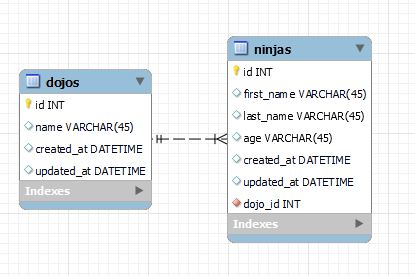 dojos
id INT
name VARCHAR(45)
created_at DATETIME
updated_at DATETIME
Indexes
ninjas
id INT
first_name VARCHAR(45)
last_name VARCHAR(45)
age VARCHAR(45)
created_at DATETIME
updated_at DATETIME
dojo_id INT
Indexes